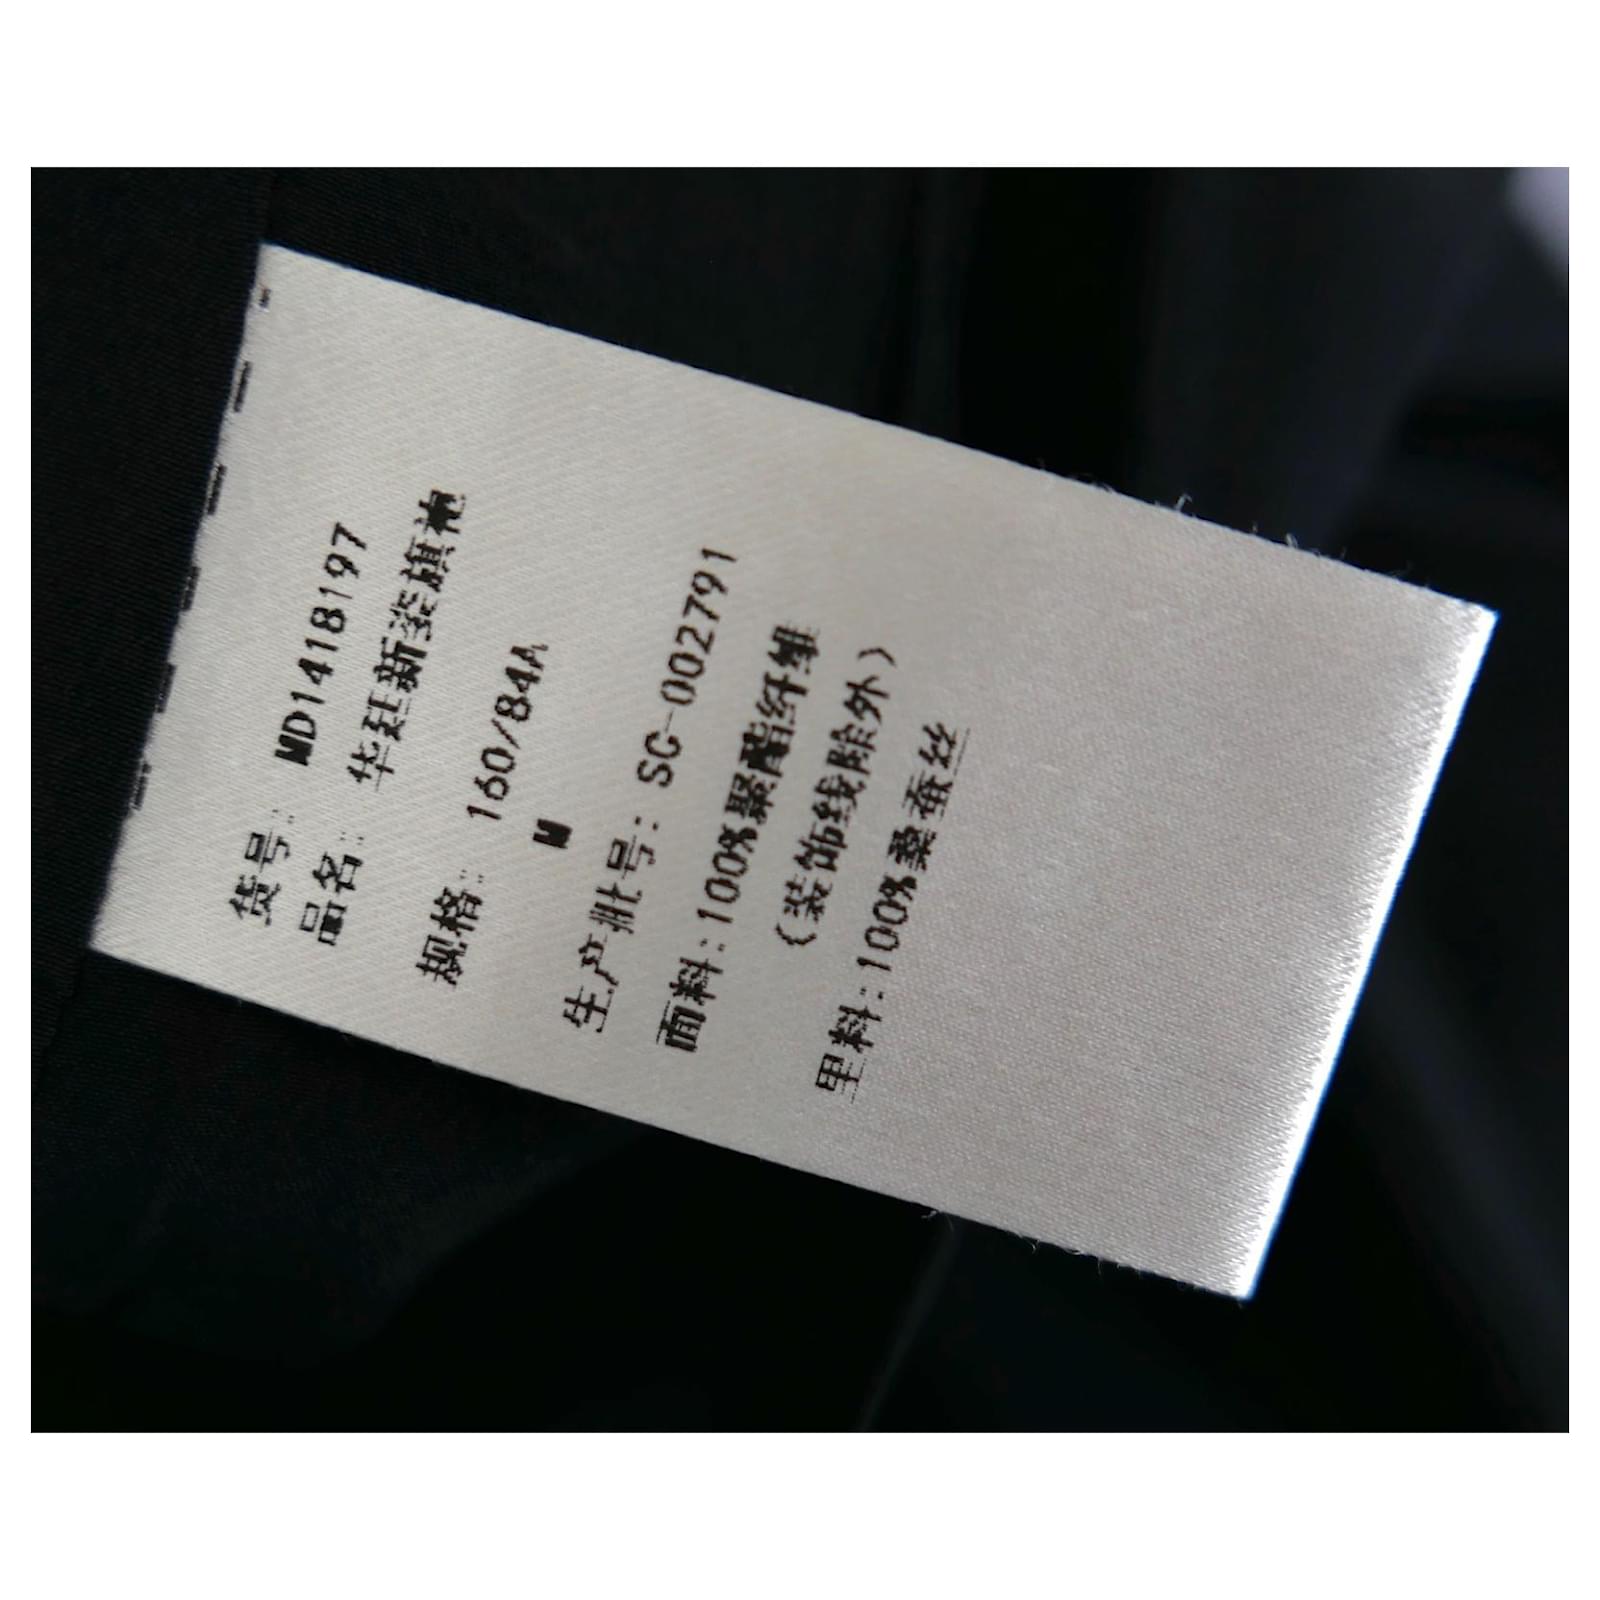 货号: MD1418197
品名: 华廷新姿旗袍
规格: 160/84A
M
生产批号: SC-002791
面料:100%聚酯纤维
(装饰线除外)
里料:100%桑蚕丝